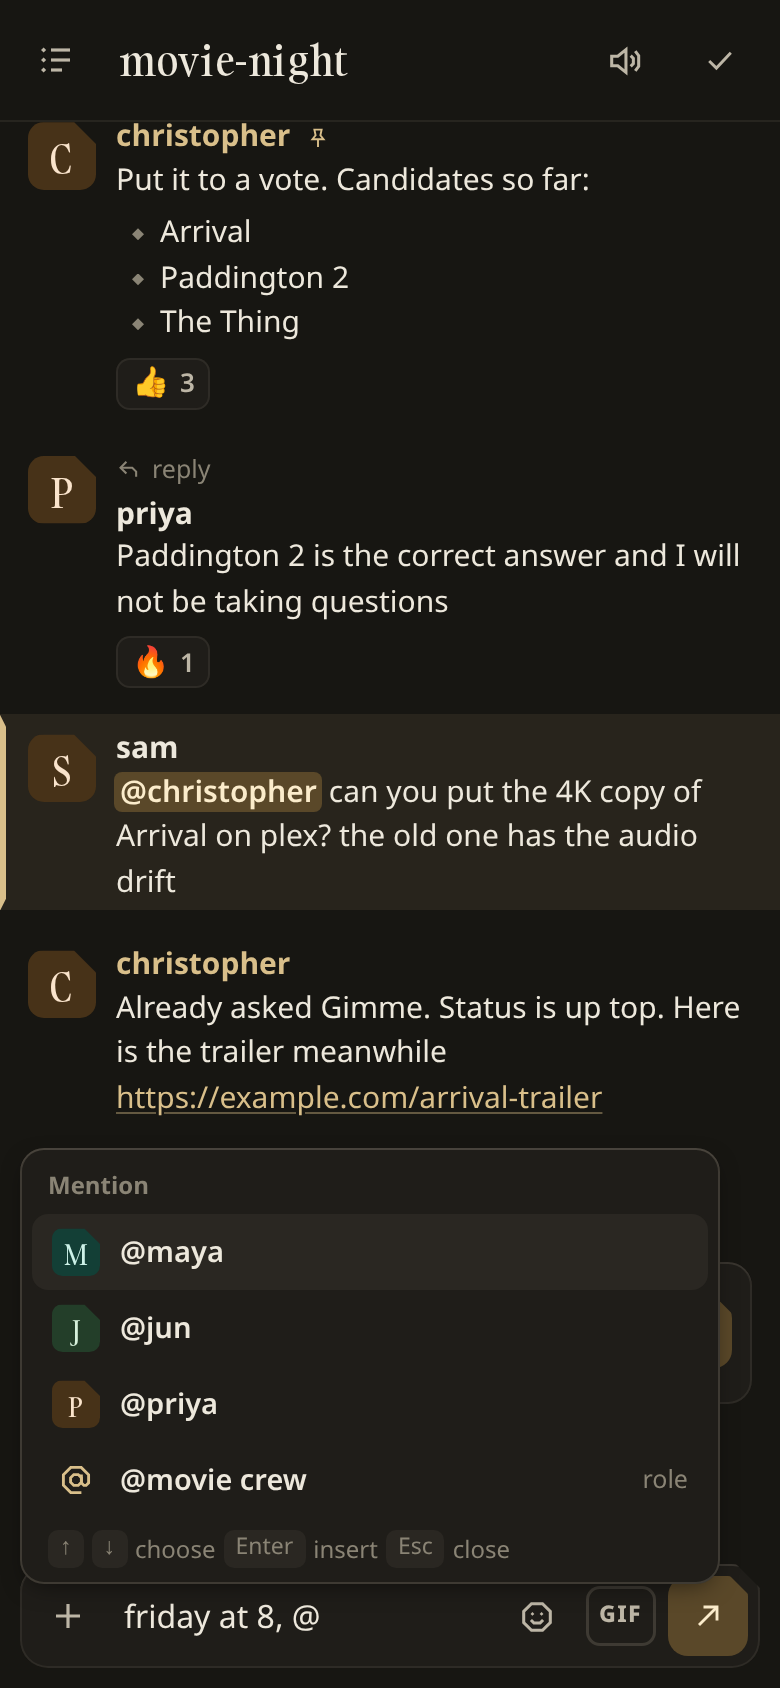 movie-night
C
christopher
Put it to a vote. Candidates so far:
Arrival
Paddington 2
The Thing
👍 3
P
reply
priya
Paddington 2 is the correct answer and I will
not be taking questions
🔥 1
S
sam
@christopher can you put the 4K copy of
Arrival on plex? the old one has the audio
drift
C
christopher
Already asked Gimme. Status is up top. Here
is the trailer meanwhile
https://example.com/arrival-trailer
Mention
M @maya
J @jun
P @priya
@movie crew role
↑ ↓ choose Enter insert Esc close
friday at 8, @ GIF